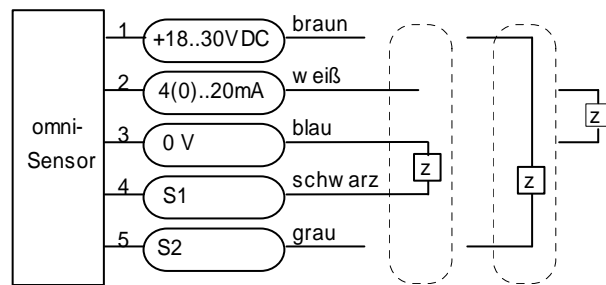 1 +18..30VDC braun
2 4(0)..20mA weiß
z
omni-
Sensor
3 0 V blau
z
z
4 S1 schwarz
5 S2 grau